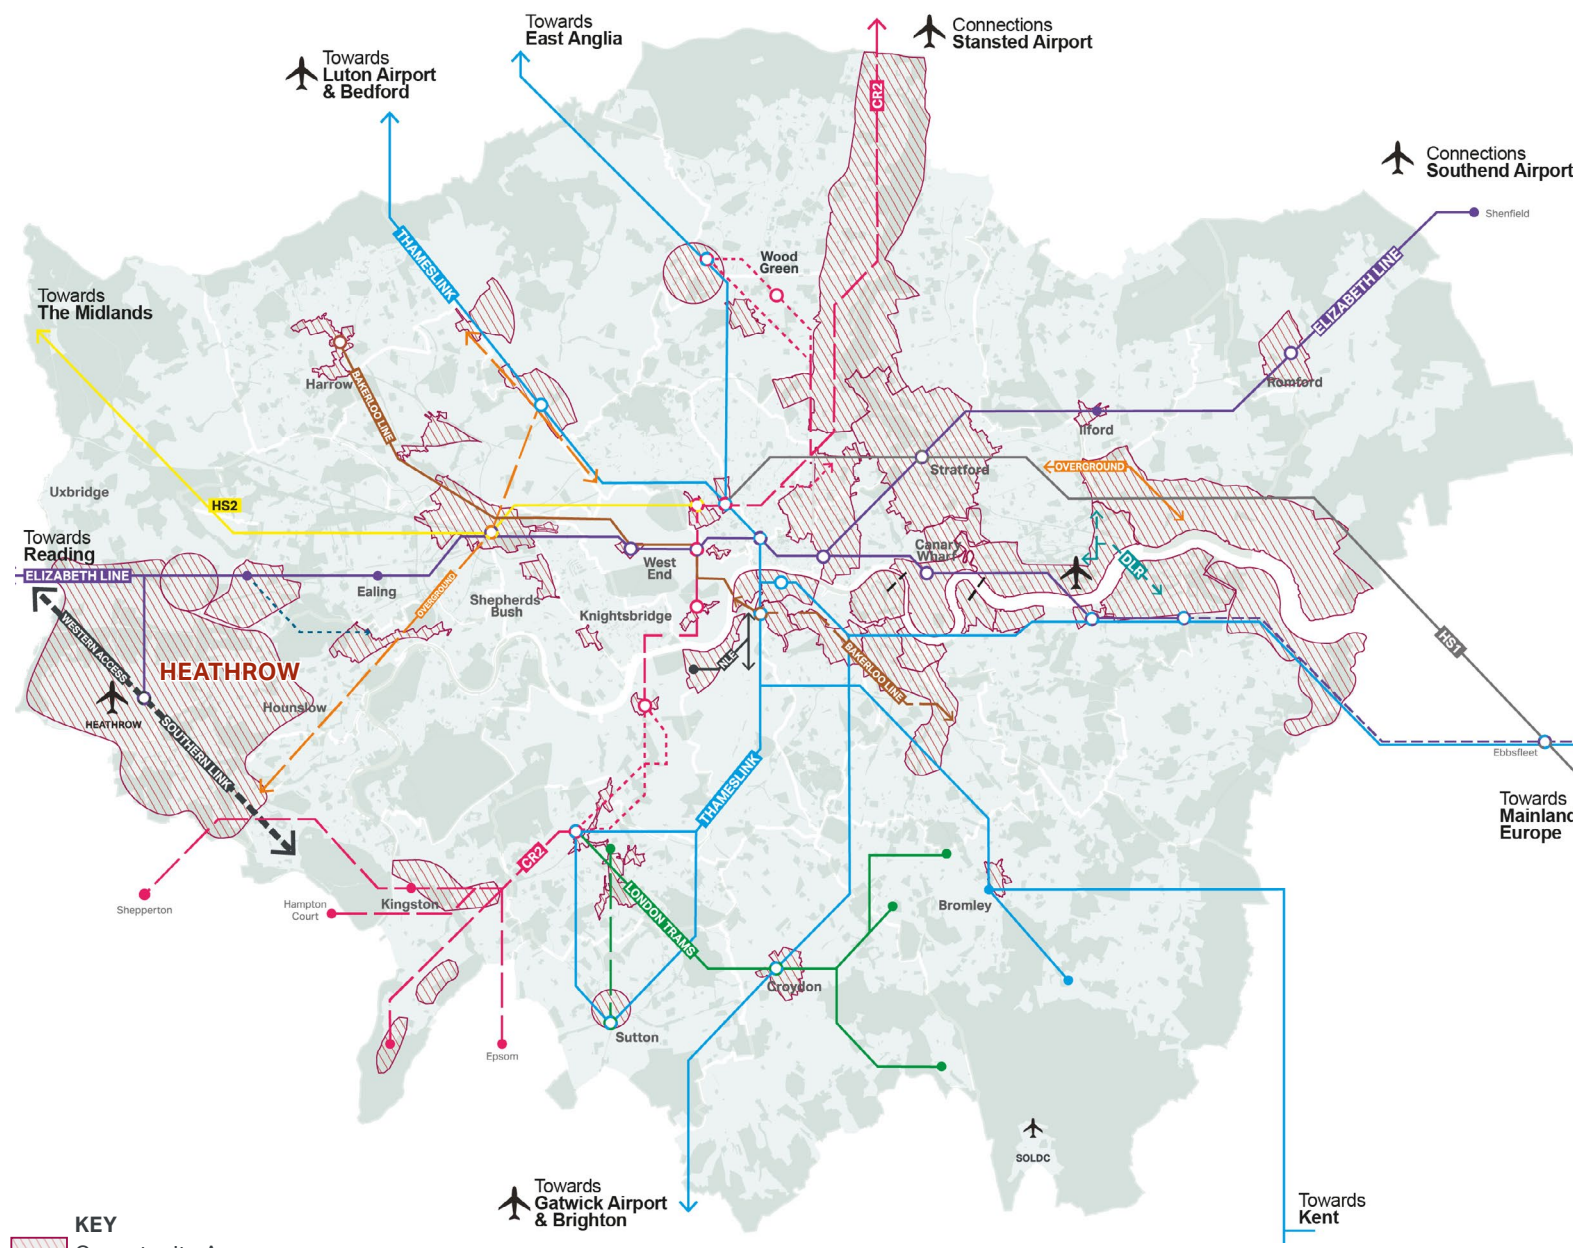 Towards
East Anglia
Connections
Stansted Airport
Towards
Luton Airport
& Bedford
CR2
Connections
Southend Airport
Shenfield
THAMESLINK
Wood
Green
ELIZABETH LINE
Towards
The Midlands
Harrow
BAKERLOO LINE
Romford
Ilford
Stratford
OVERGROUND
Uxbridge
HS2
Towards
Reading
ELIZABETH LINE
Ealing
OVERGROUND
Shepherds
Bush
West
End
Knightsbridge
Canary
Wharf
DLR
WESTERN ACCESS
HEATHROW
HEATHROW
SOUTHERN LINK
Hounslow
NLE
BAKERLOO LINE
HS1
Ebbsfleet
THAMESLINK
Towards
Mainland
Europe
CR2
Shepperton
Hampton
Court
Kingston
LONDON TRAMS
Bromley
Croydon
Sutton
Epsom
SOLDC
Towards
Gatwick Airport
& Brighton
Towards
Kent
KEY